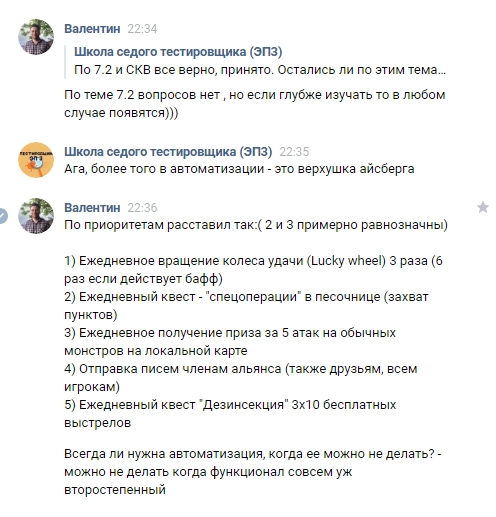 Валентин 22:34
Школа седого тестировщика (ЭП3)
По 7.2 и СКВ все верно, принято. Остались ли по этим тема...
По теме 7.2 вопросов нет , но если глубже изучать то в любом
случае появятся)))
Школа седого тестировщика (ЭП3) 22:35
Ага, более того в автоматизации - это верхушка айсберга
Валентин 22:36
По приоритетам расставил так:( 2 и 3 примерно равнозначны)
1) Ежедневное вращение колеса удачи (Lucky wheel) 3 раза (6
раз если действует бафф)
2) Ежедневный квест - "спецоперации" в песочнице (захват
пунктов)
3) Ежедневное получение приза за 5 атак на обычных
монстров на локальной карте
4) Отправка писем членам альянса (также друзьям, всем
игрокам)
5) Ежедневный квест "Дезинсекция" 3х10 бесплатных
выстрелов
Всегда ли нужна автоматизация, когда ее можно не делать? -
можно не делать когда функционал совсем уж
второстепенный